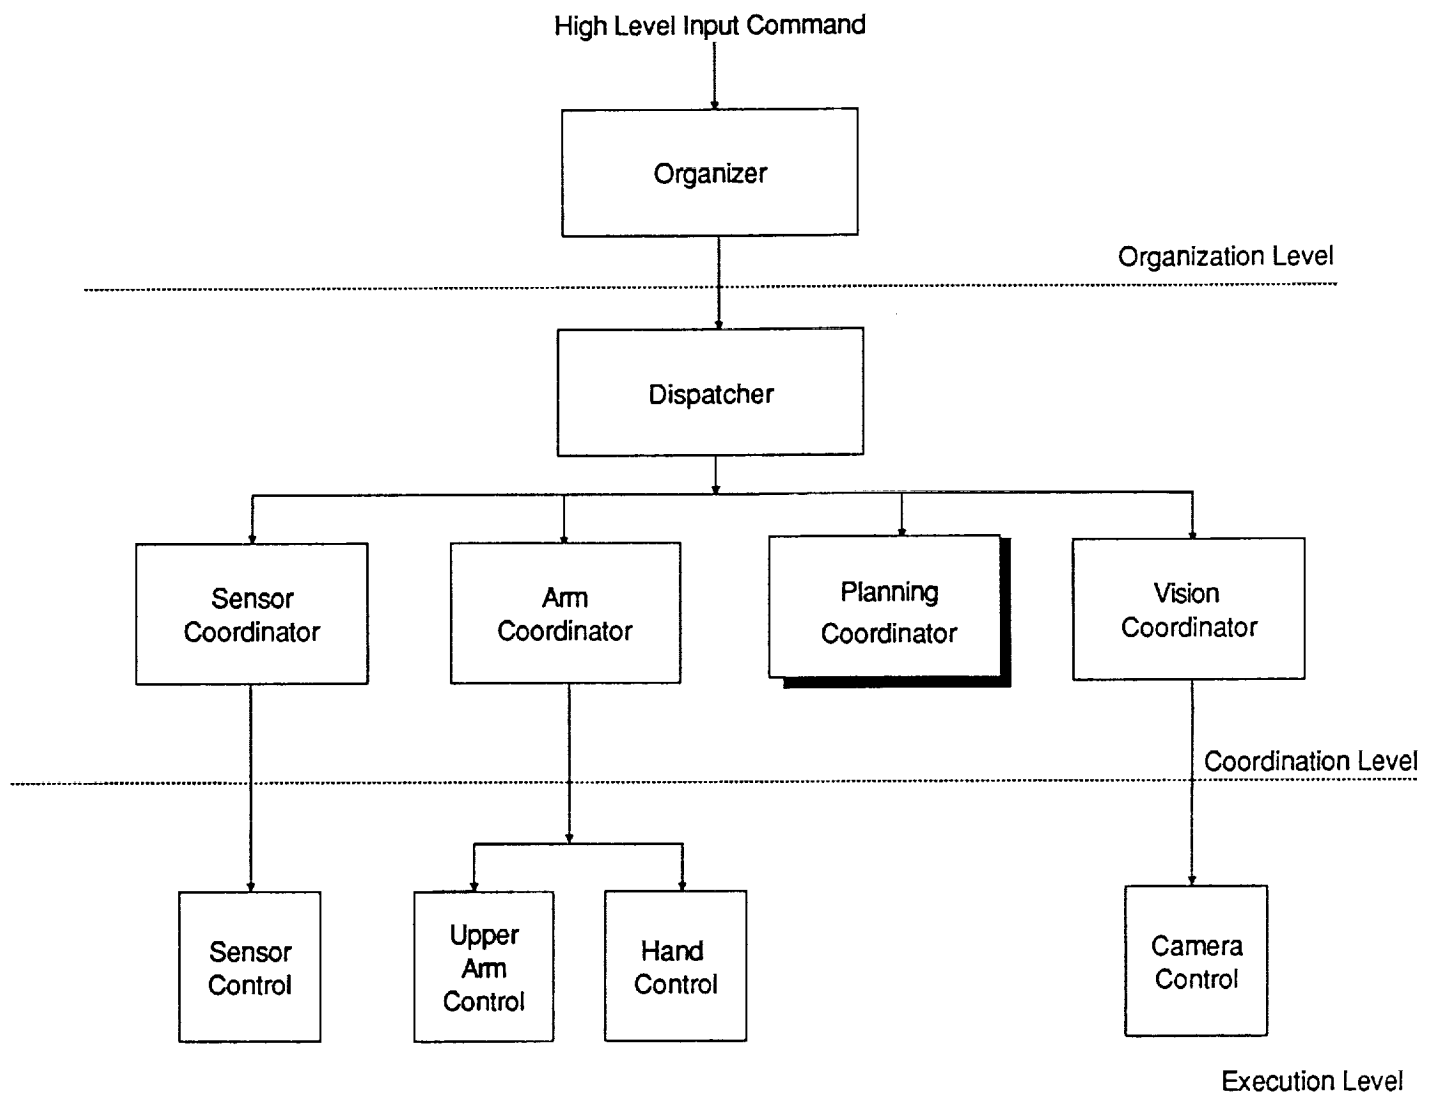 High Level Input Command
Organizer
Organization Level
Dispatcher
Sensor
Coordinator
Arm
Coordinator
Planning
Coordinator
Vision
Coordinator
Coordination Level
Sensor
Control
Upper
Arm
Control
Hand
Control
Camera
Control
Execution Level